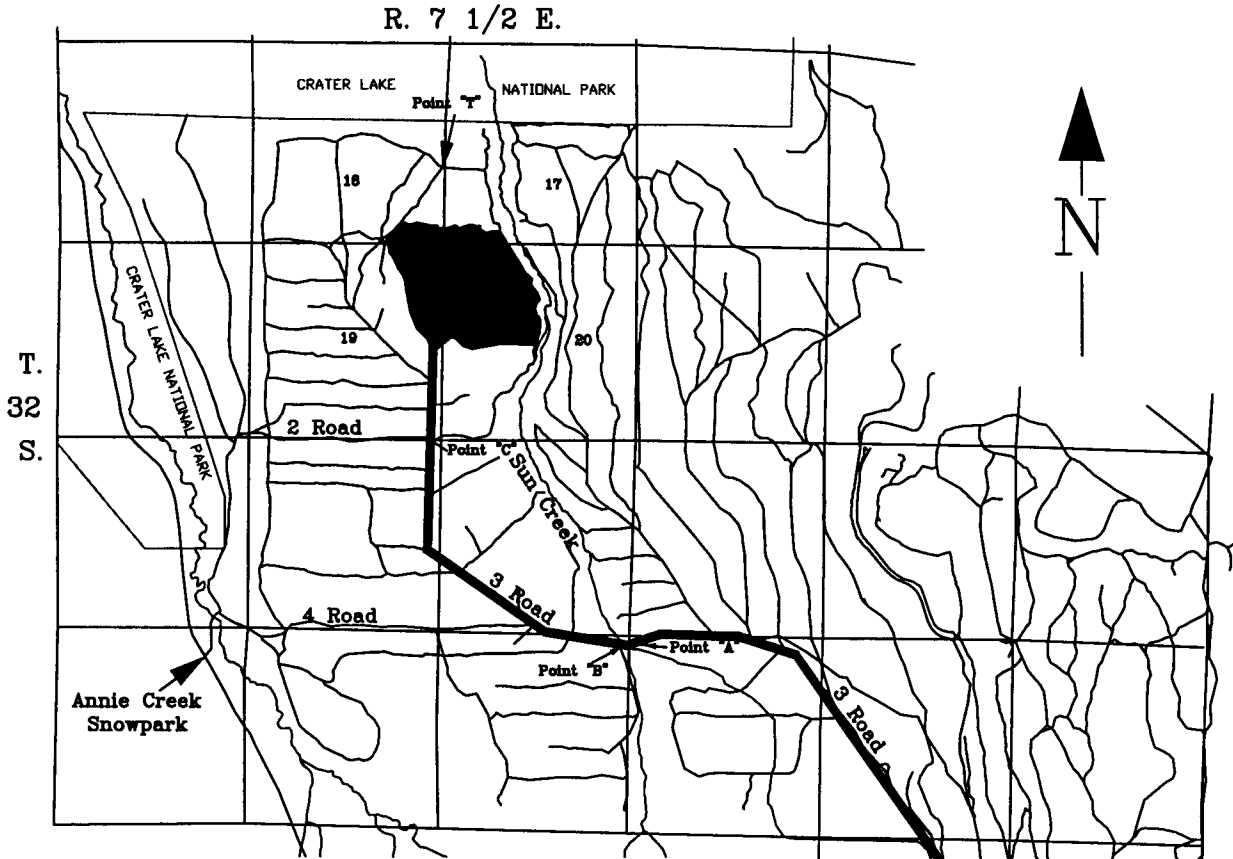 R. 7 1/2 E.
CRATER LAKE
NATIONAL PARK
Point "T"
18
17
N
CRATER LAKE NATIONAL PARK
19
20
T.
32
S.
2 Road
Point "C"
Sun Creek
3 Road
4 Road
Point "A"
Point "B"
Annie Creek
Snowpark
3 Road